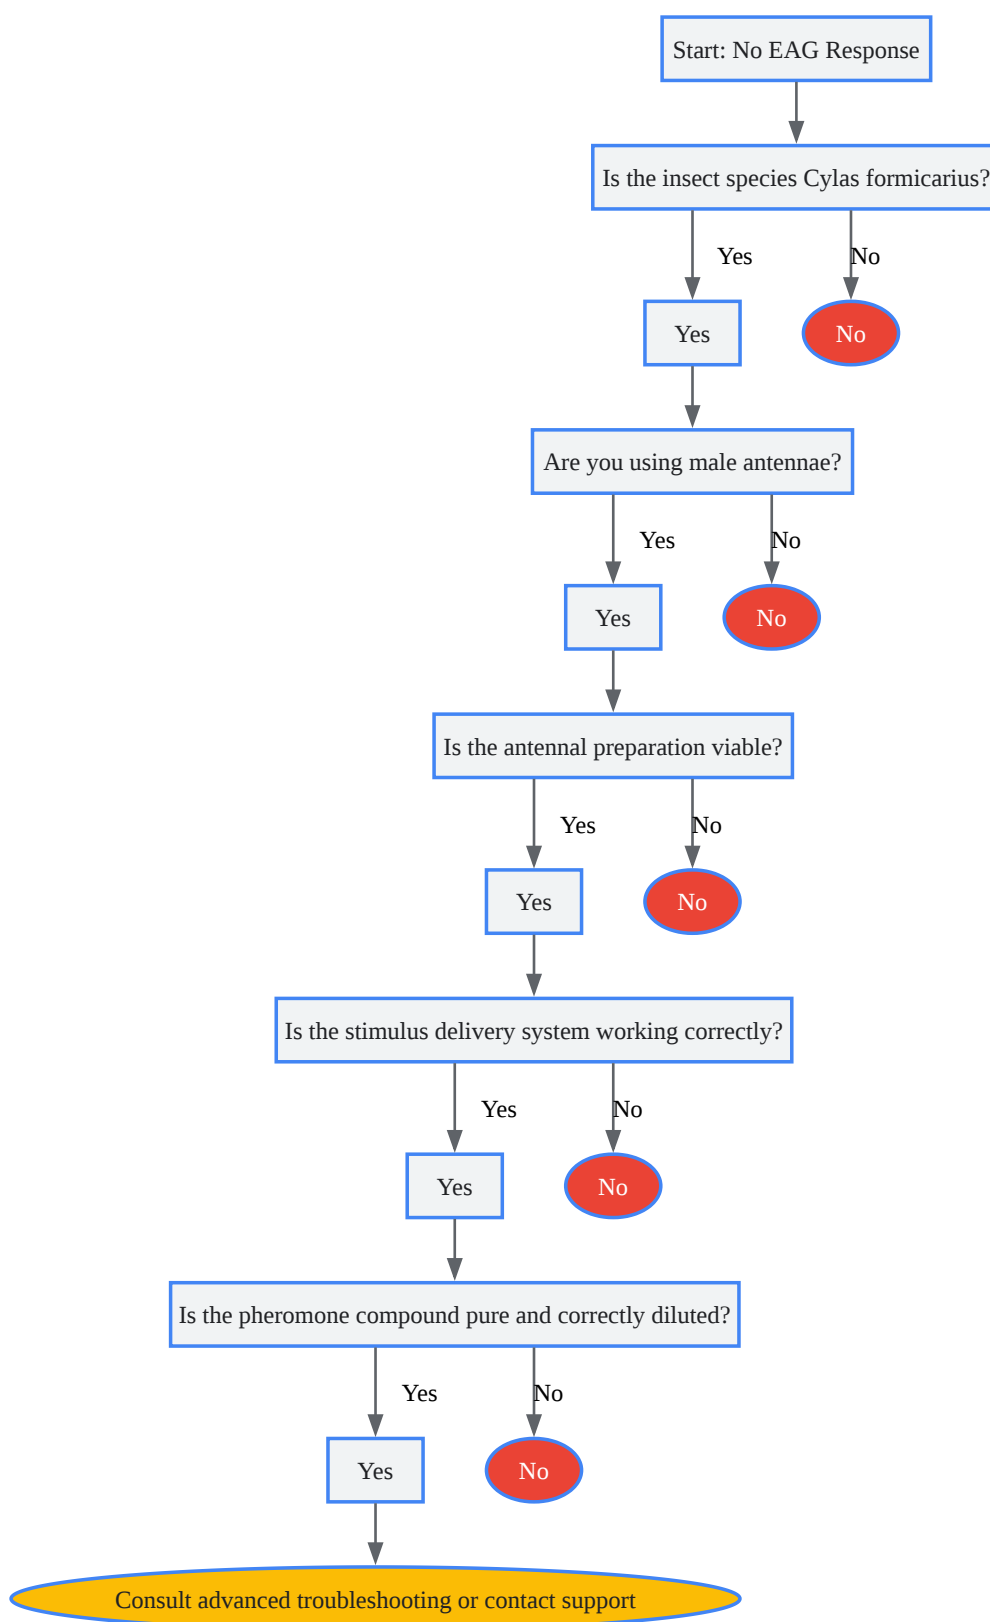 Start: No EAG Response
Is the insect species Cylas formicarius?
Yes
No
Yes
No
Are you using male antennae?
Yes
No
Yes
No
Is the antennal preparation viable?
Yes
No
Yes
No
Is the stimulus delivery system working correctly?
Yes
No
Yes
No
Is the pheromone compound pure and correctly diluted?
Yes
No
Yes
No
Consult advanced troubleshooting or contact support